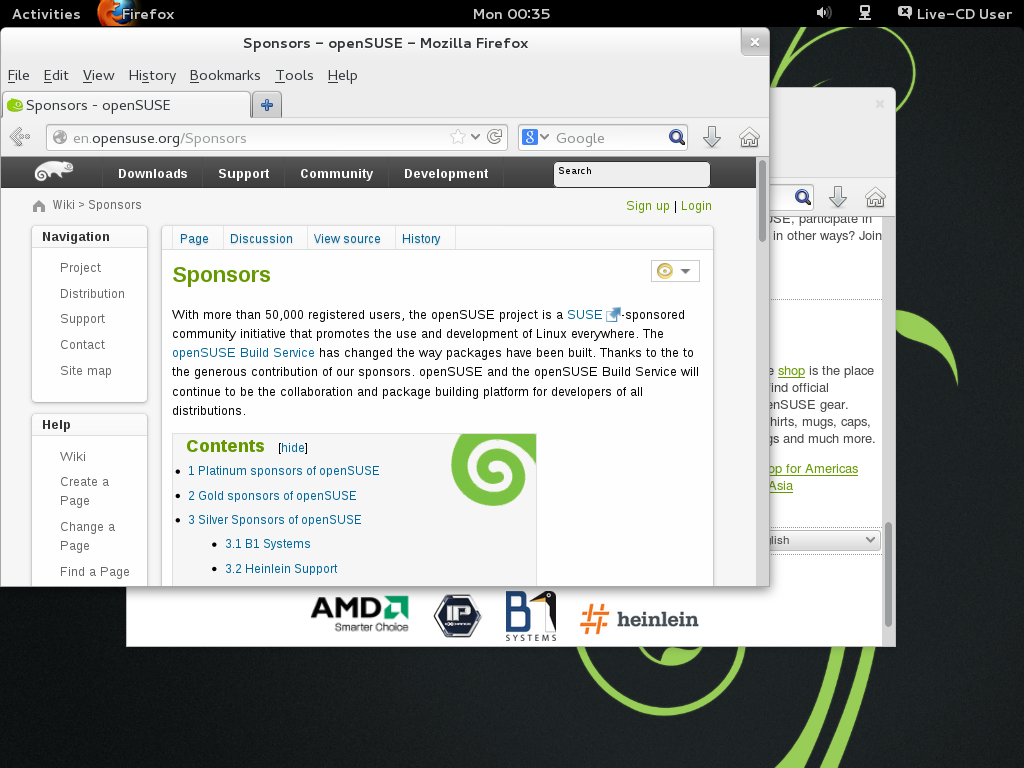 Activities Firefox Mon 00:35 Live-CD User
Sponsors - openSUSE - Mozilla Firefox
File Edit View History Bookmarks Tools Help
Sponsors - openSUSE
en.opensuse.org/Sponsors
8 Google
Downloads Support Community Development Search
Wiki > Sponsors
Sign up | Login
Navigation
Project
Distribution
Support
Contact
Site map
Help
Wiki
Create a
Page
Change a
Page
Find a Page
Page Discussion View source History
Sponsors
With more than 50,000 registered users, the openSUSE project is a SUSE -sponsored
community initiative that promotes the use and development of Linux everywhere. The
openSUSE Build Service has changed the way packages have been built. Thanks to the to
the generous contribution of our sponsors. openSUSE and the openSUSE Build Service will
continue to be the collaboration and package building platform for developers of all
distributions.
Contents [hide]
1 Platinum sponsors of openSUSE
2 Gold sponsors of openSUSE
3 Silver Sponsors of openSUSE
3.1 B1 Systems
3.2 Heinlein Support
USE, participate in
in other ways? Join
e shop is the place
find official
enSUSE gear.
hirts, mugs, caps,
gs and much more.
op for Americas
Asia
lish
AMD
Smarter Choice
IP
EXCHANGE
B1
SYSTEMS
heinlein